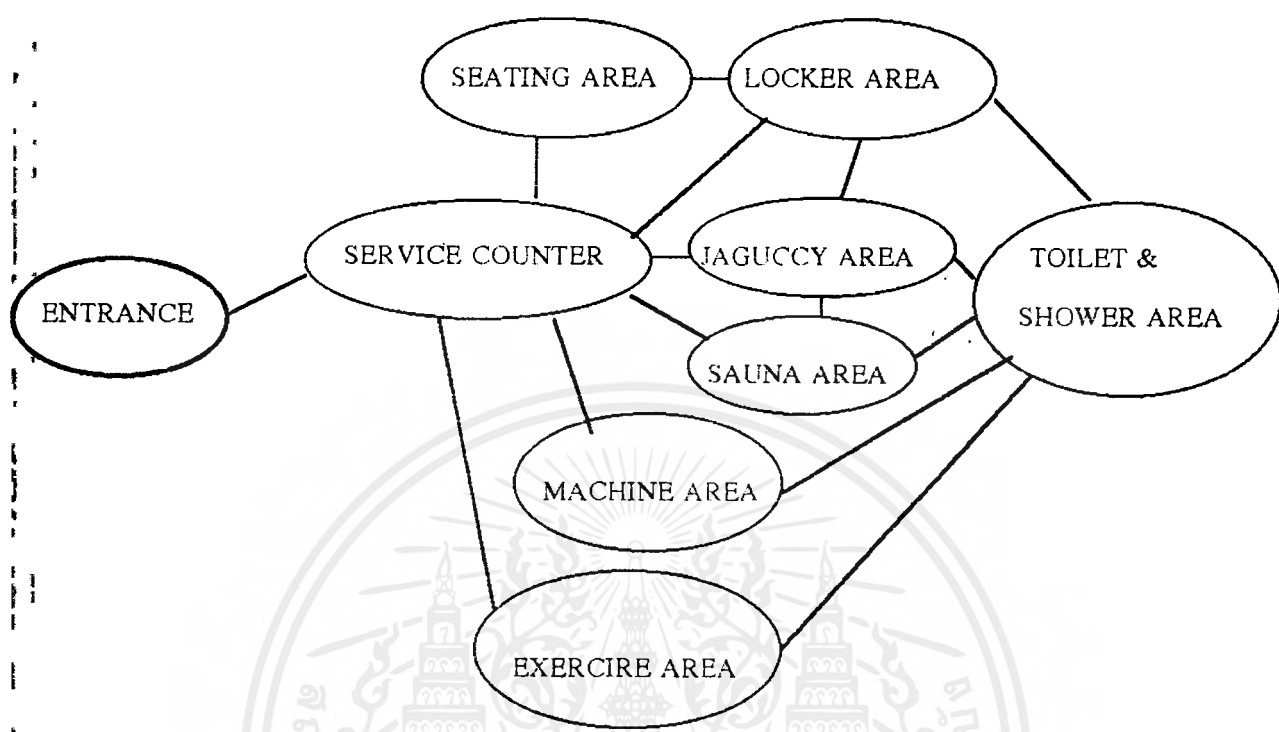 SEATING AREA
LOCKER AREA
SERVICE COUNTER
JAGUCCY AREA
TOILET &
SHOWER AREA
ENTRANCE
SAUNA AREA
MACHINE AREA
EXERCIRE AREA